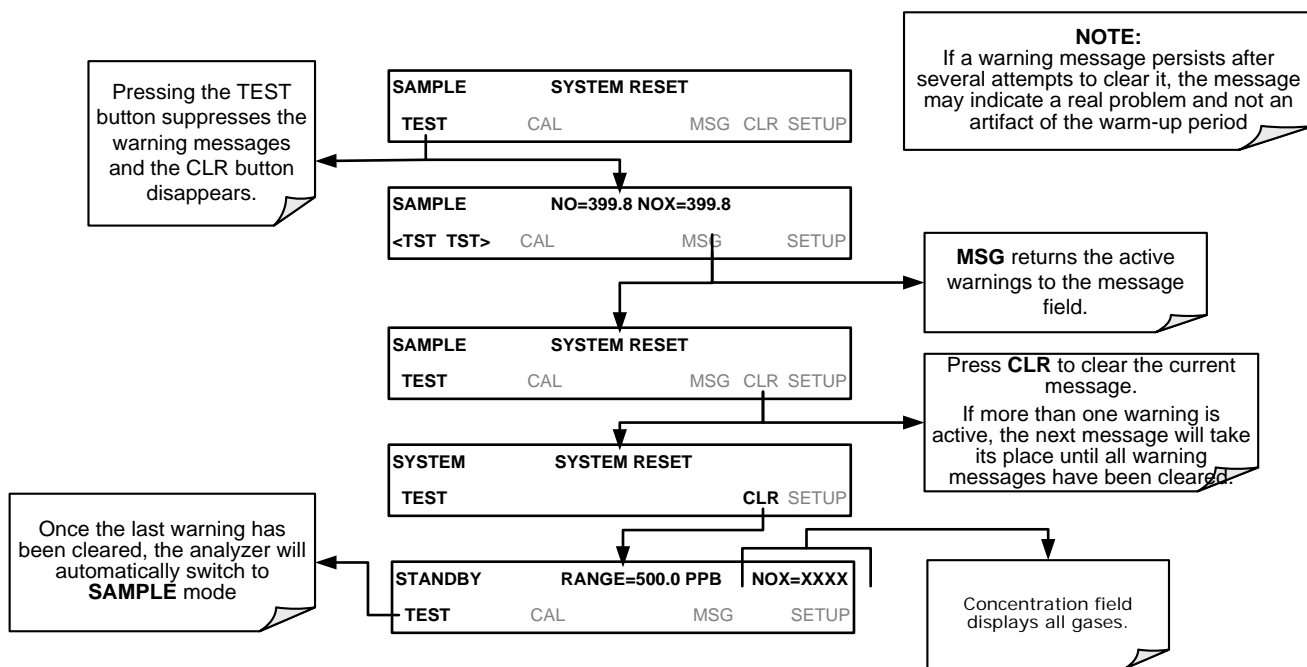 NOTE:
If a warning message persists after
several attempts to clear it, the message
may indicate a real problem and not an
artifact of the warm-up period
Pressing the TEST
button suppresses the
warning messages
and the CLR button
disappears.
SAMPLE SYSTEM RESET
TEST CAL MSG CLR SETUP
SAMPLE NO=399.8 NOX=399.8
<TST TST> CAL MSG SETUP
MSG returns the active
warnings to the message
field.
SAMPLE SYSTEM RESET
TEST CAL MSG CLR SETUP
Press CLR to clear the current
message.
If more than one warning is
active, the next message will take
its place until all warning
messages have been cleared.
SYSTEM SYSTEM RESET
TEST CLR SETUP
Once the last warning has
been cleared, the analyzer will
automatically switch to
SAMPLE mode
STANDBY RANGE=500.0 PPB NOX=XXXX
TEST CAL MSG SETUP
Concentration field
displays all gases.